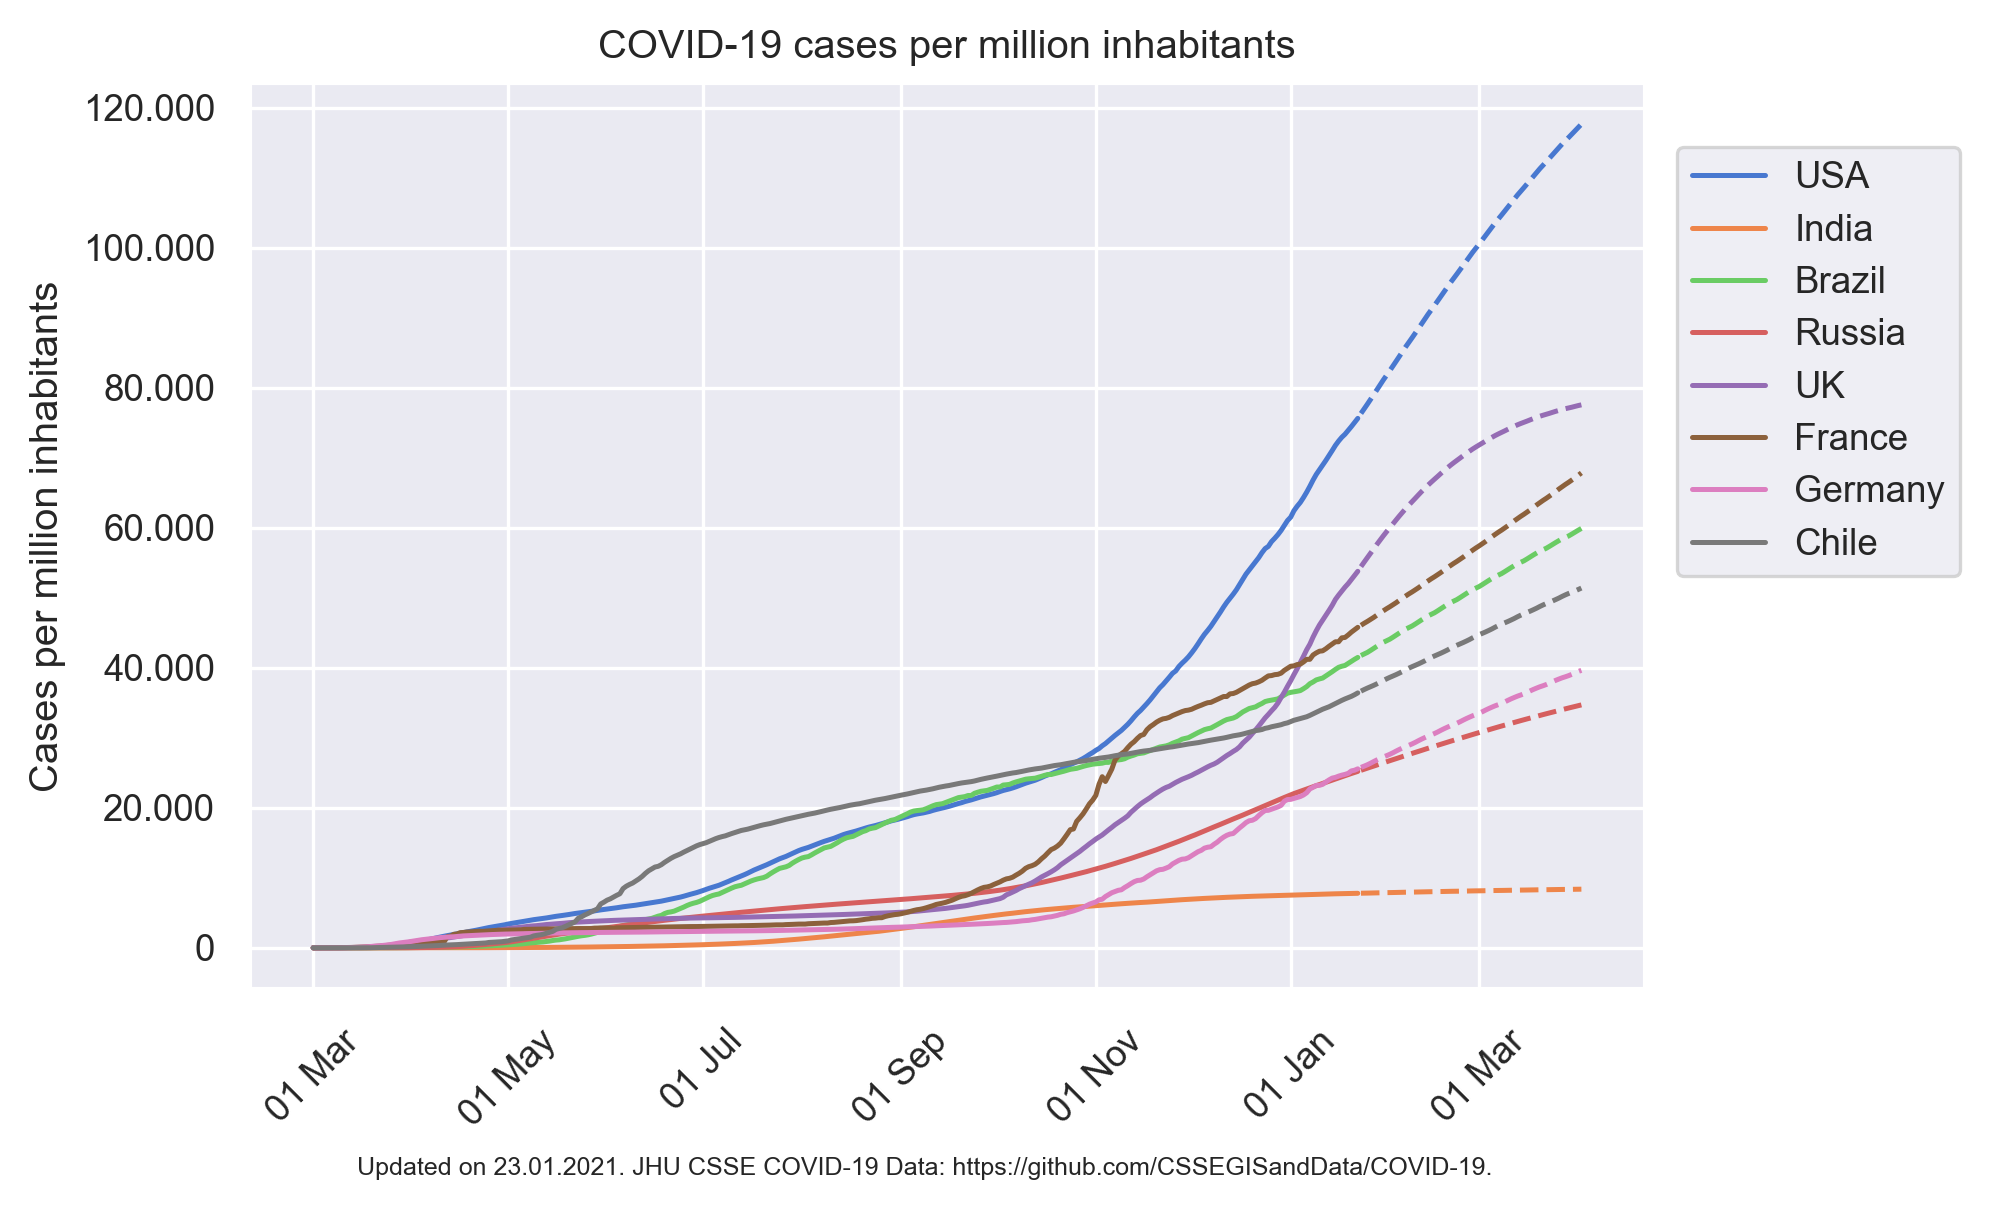 COVID-19 cases per million inhabitants
Cases per million inhabitants
120.000
100.000
80.000
60.000
40.000
20.000
0
01 Mar
01 May
01 Jul
01 Sep
01 Nov
01 Jan
01 Mar
USA
India
Brazil
Russia
UK
France
Germany
Chile
Updated on 23.01.2021. JHU CSSE COVID-19 Data: https://github.com/CSSEGISandData/COVID-19.